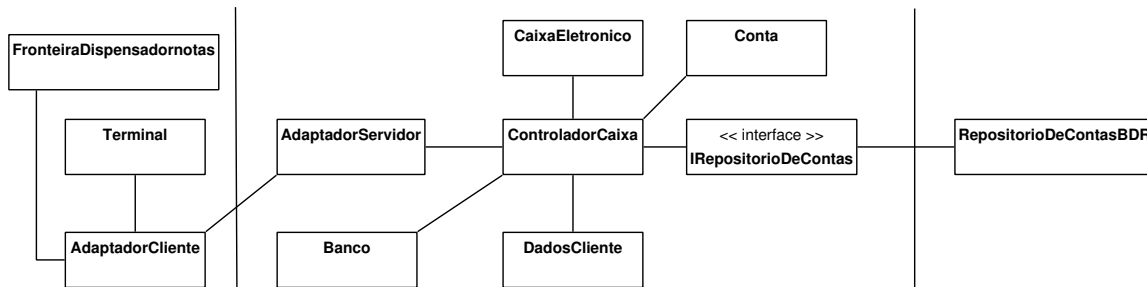 CaixaEletronico
Conta
FronteiraDispensadornotas
Terminal
AdaptadorServidor
ControladorCaixa
<< interface >>
IRepositorioDeContas
RepositorioDeContasBDR
AdaptadorCliente
Banco
DadosCliente